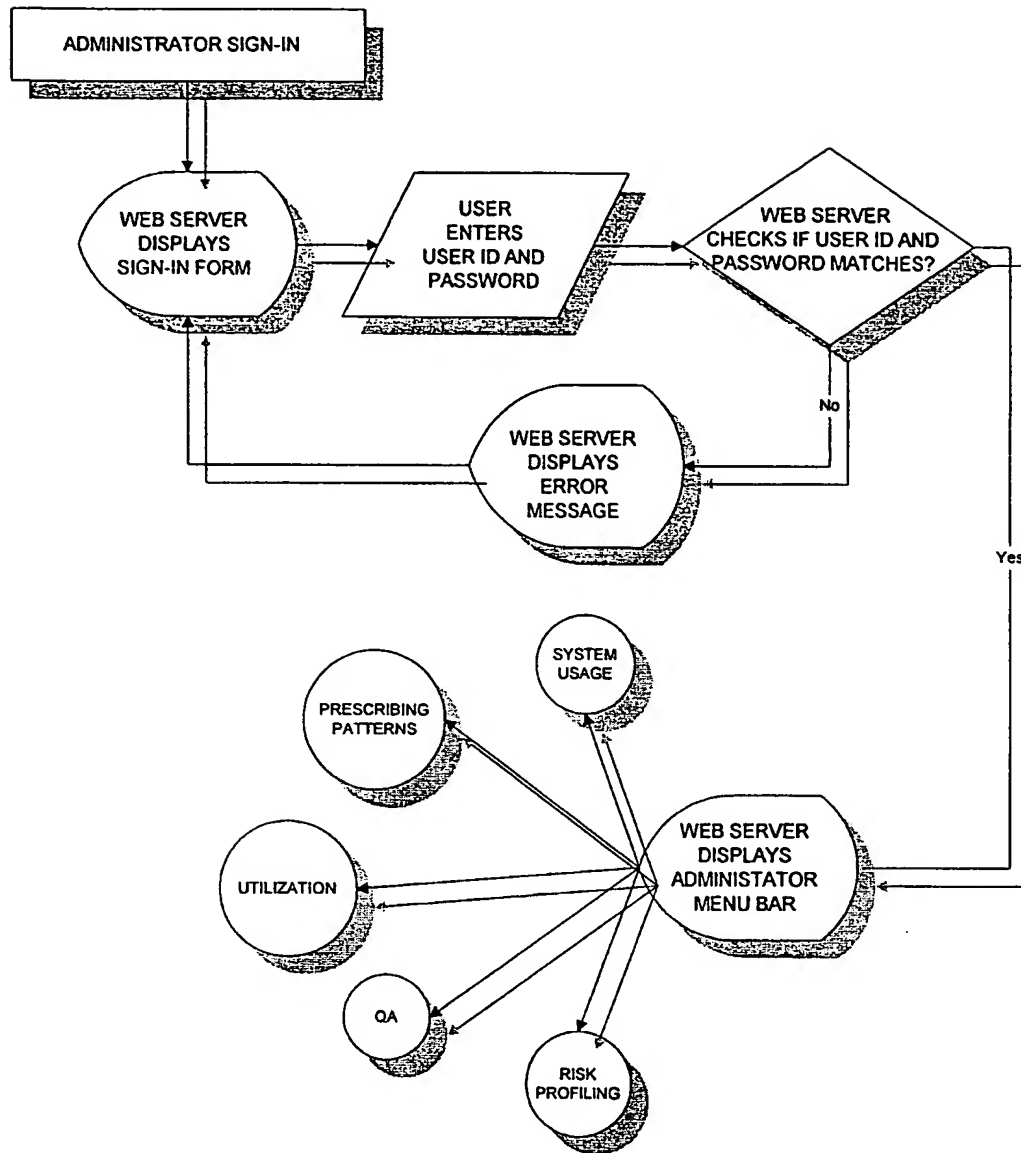 ADMINISTRATOR SIGN-IN
WEB SERVER
DISPLAYS
SIGN-IN FORM
USER
ENTERS
USER ID AND
PASSWORD
WEB SERVER
CHECKS IF USER ID AND
PASSWORD MATCHES?
No
WEB SERVER
DISPLAYS
ERROR
MESSAGE
Yes
SYSTEM
USAGE
PRESCRIBING
PATTERNS
WEB SERVER
DISPLAYS
ADMINISTATOR
MENU BAR
UTILIZATION
QA
RISK
PROFILING